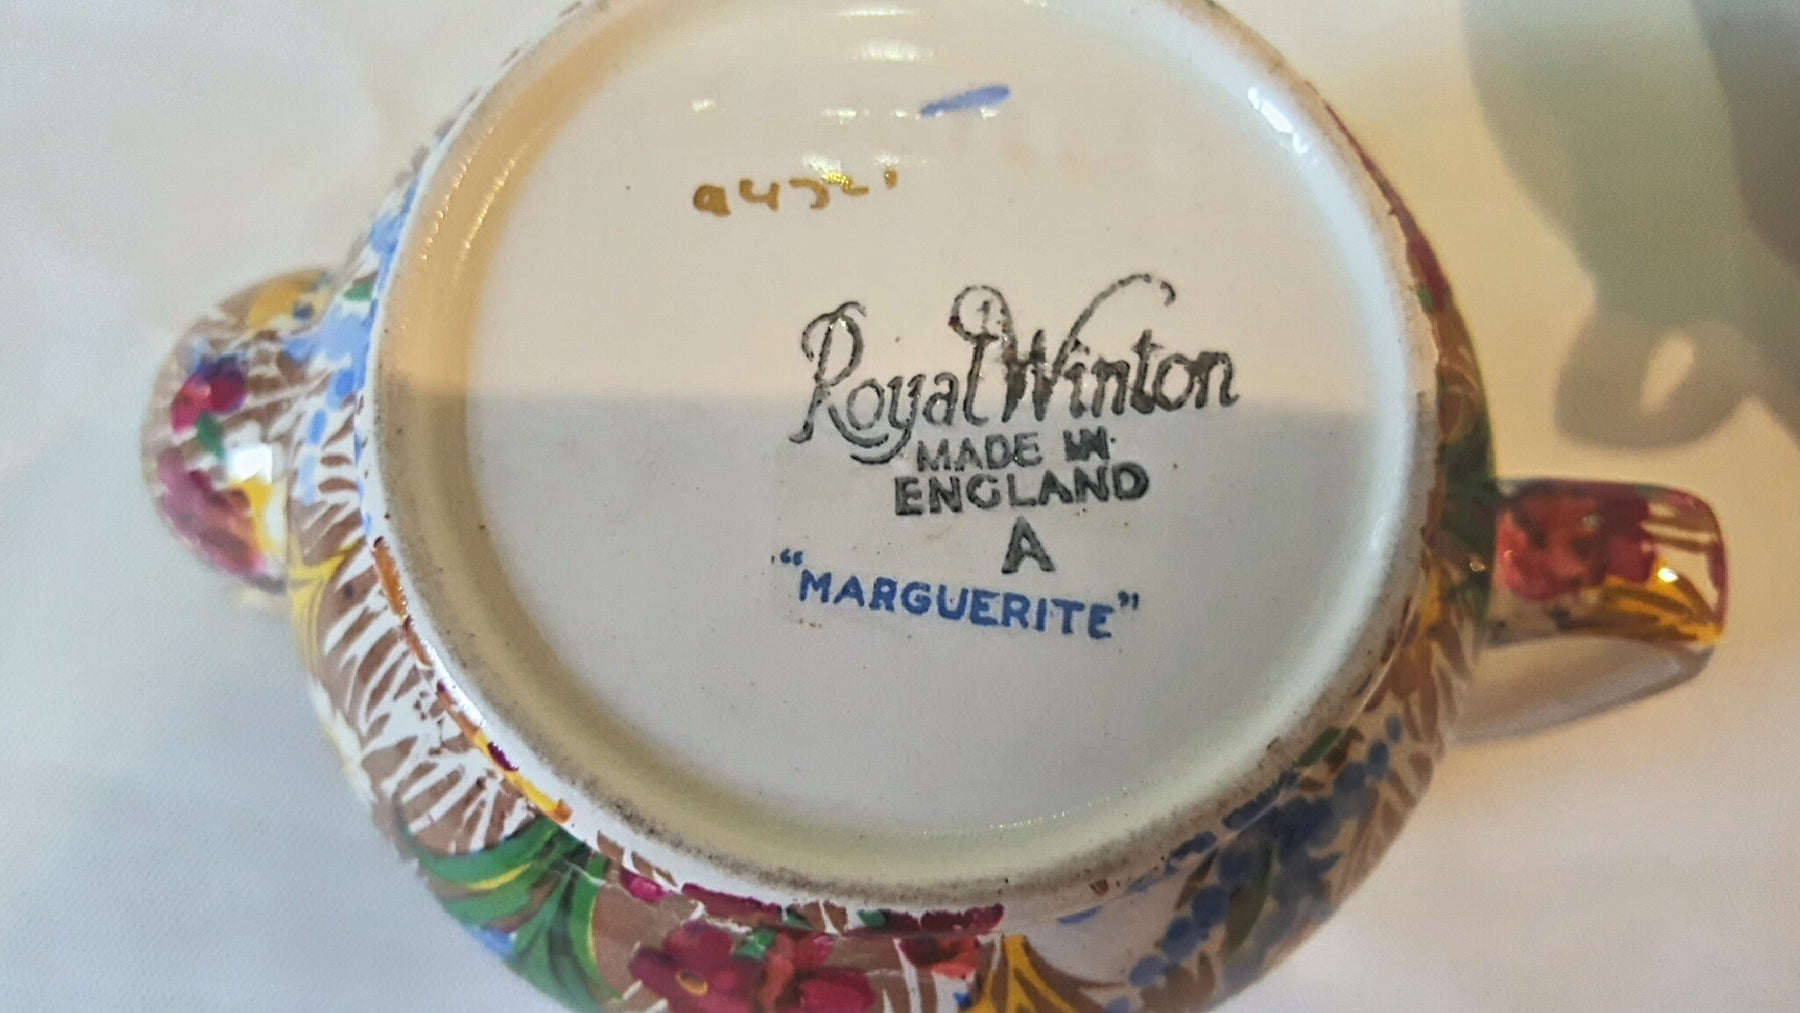 Royal Winton
MADE IN
ENGLAND
A
"MARGUERITE"